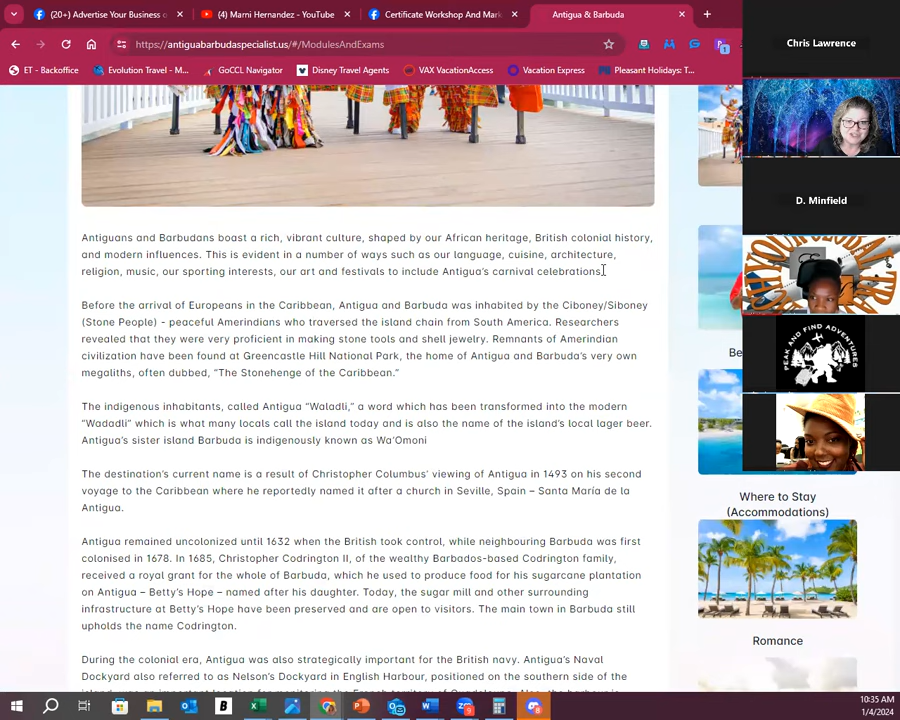 (20+) Advertise Your Business o
(4) Marni Hernandez - YouTube
Certificate Workshop And Mark
Antigua & Barbuda
https://antiguabarbudaspecialist.us/#/ModulesAndExams
ET - Backoffice
Evolution Travel - M...
GoCCL Navigator
Disney Travel Agents
VAX VacationAccess
Vacation Express
Pleasant Holidays: T...
Chris Lawrence
D. Minfield
PEAK AND FIND ADVENTURES
Antiguans and Barbudans boast a rich, vibrant culture, shaped by our African heritage, British colonial history,
and modern influences. This is evident in a number of ways such as our language, cuisine, architecture,
religion, music, our sporting interests, our art and festivals to include Antigua's carnival celebrations.
Before the arrival of Europeans in the Caribbean, Antigua and Barbuda was inhabited by the Ciboney/Siboney
(Stone People) - peaceful Amerindians who traversed the island chain from South America. Researchers
revealed that they were very proficient in making stone tools and shell jewelry. Remnants of Amerindian
civilization have been found at Greencastle Hill National Park, the home of Antigua and Barbuda's very own
megaliths, often dubbed, "The Stonehenge of the Caribbean."
The indigenous inhabitants, called Antigua "Waladli," a word which has been transformed into the modern
"Wadadli" which is what many locals call the island today and is also the name of the island's local lager beer.
Antigua's sister island Barbuda is indigenously known as Wa'Omoni
The destination's current name is a result of Christopher Columbus' viewing of Antigua in 1493 on his second
voyage to the Caribbean where he reportedly named it after a church in Seville, Spain – Santa María de la
Antigua.
Antigua remained uncolonized until 1632 when the British took control, while neighbouring Barbuda was first
colonised in 1678. In 1685, Christopher Codrington II, of the wealthy Barbados-based Codrington family,
received a royal grant for the whole of Barbuda, which he used to produce food for his sugarcane plantation
on Antigua – Betty's Hope – named after his daughter. Today, the sugar mill and other surrounding
infrastructure at Betty's Hope have been preserved and are open to visitors. The main town in Barbuda still
upholds the name Codrington.
During the colonial era, Antigua was also strategically important for the British navy. Antigua's Naval
Dockyard also referred to as Nelson's Dockyard in English Harbour, positioned on the southern side of the
Be
Where to Stay
(Accommodations)
Romance
10:35 AM
1/4/2024